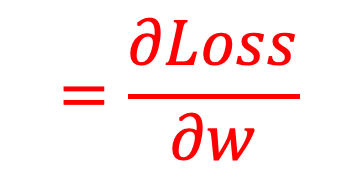 = ∂Loss / ∂w